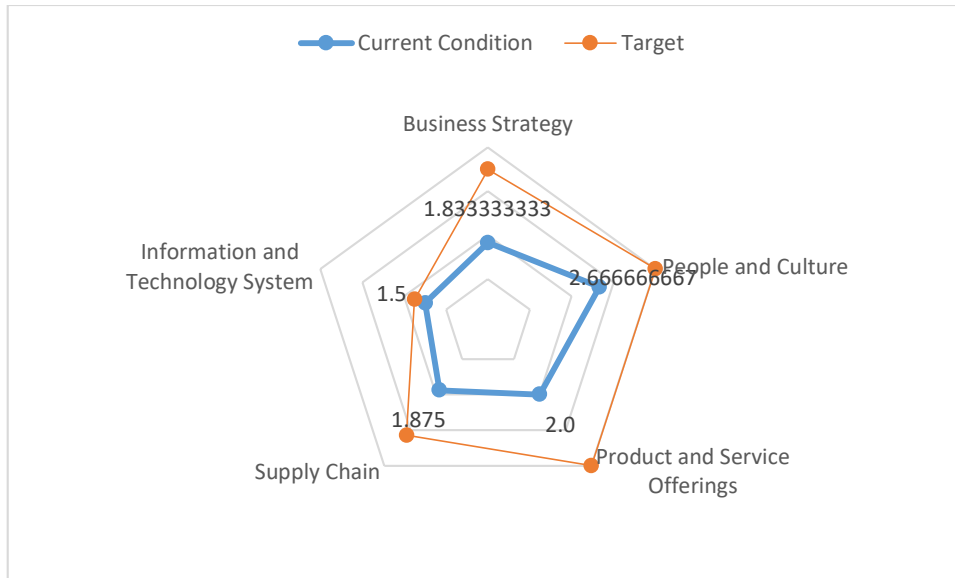 Current Condition
Target
Business Strategy
1.833333333
Information and
Technology System
People and Culture
2.666666667
1.5
1.875
2.0
Supply Chain
Product and Service
Offerings